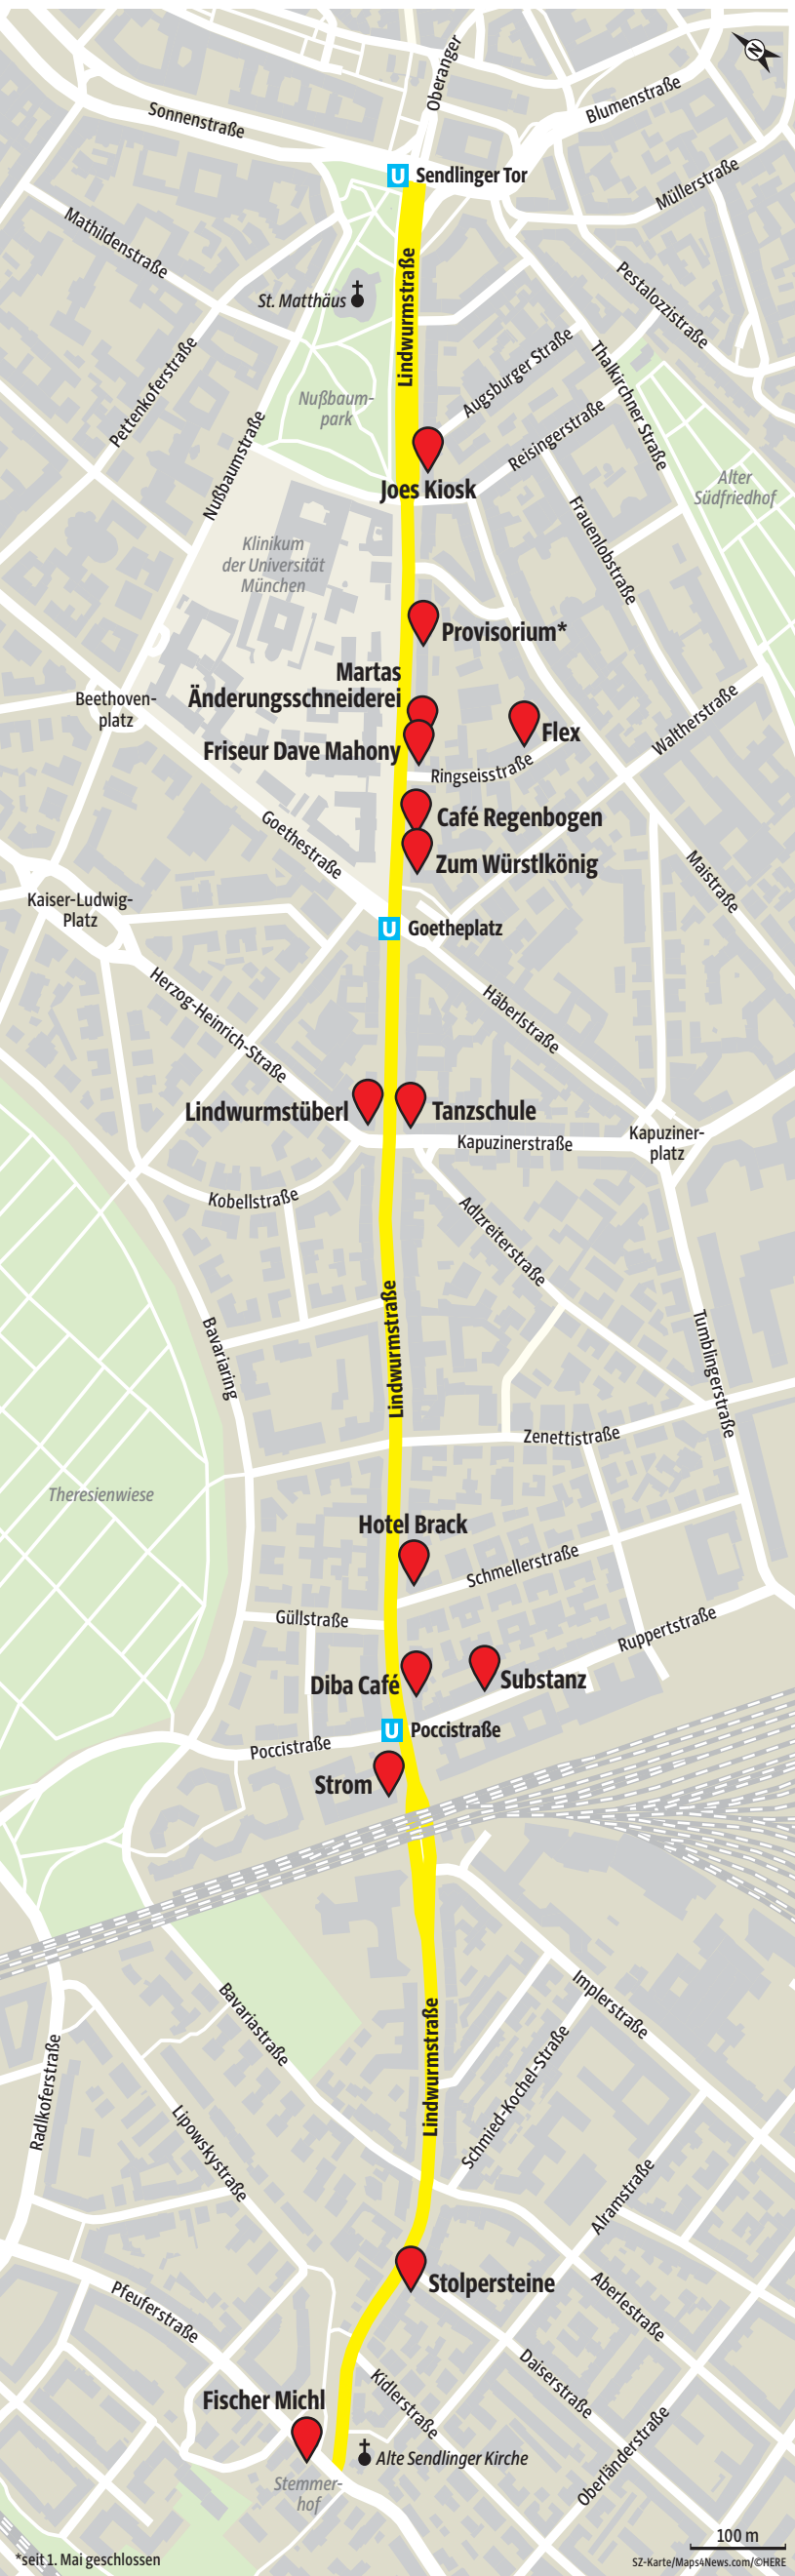 Oberanger
N
Blumenstraße
Sonnenstraße
U Sendlinger Tor
Müllerstraße
Mathildenstraße
Lindwurmstraße
Pestalozzistraße
St. Matthäus
Augsburger Straße
Thalkirchner Straße
Pettenkoferstraße
Nußbaum-
park
Reisingerstraße
Nußbaumstraße
Joes Kiosk
Alter
Südfriedhof
Klinikum
der Universität
München
Frauenlobstraße
Provisorium*
Martas
Änderungsschneiderei
Beethoven-
platz
Waltherstraße
Flex
Friseur Dave Mahony
Ringseisstraße
Café Regenbogen
Goethestraße
Zum Würstlkönig
Maistraße
Kaiser-Ludwig-
Platz
U Goetheplatz
Herzog-Heinrich-Straße
Häberlstraße
Lindwurmstüberl
Tanzschule
Kapuzinerstraße
Kapuziner-
platz
Kobellstraße
Adlzreiterstraße
Lindwurmstraße
Bavariaring
Tumblingerstraße
Zenettistraße
Theresienwiese
Hotel Brack
Schmellerstraße
Güllstraße
Ruppertstraße
Diba Café
Substanz
U Poccistraße
Poccistraße
Strom
Implerstraße
Bavariastraße
Lindwurmstraße
Schmied-Kochel-Straße
Radlkoferstraße
Lipowskystraße
Alramstraße
Stolpersteine
Aberlestraße
Pfeuferstraße
Daiserstraße
Kidlerstraße
Fischer Michl
Oberländerstraße
Alte Sendlinger Kirche
Stemmer-
hof
100 m
*seit 1. Mai geschlossen
SZ-Karte/Maps4News.com/©HERE